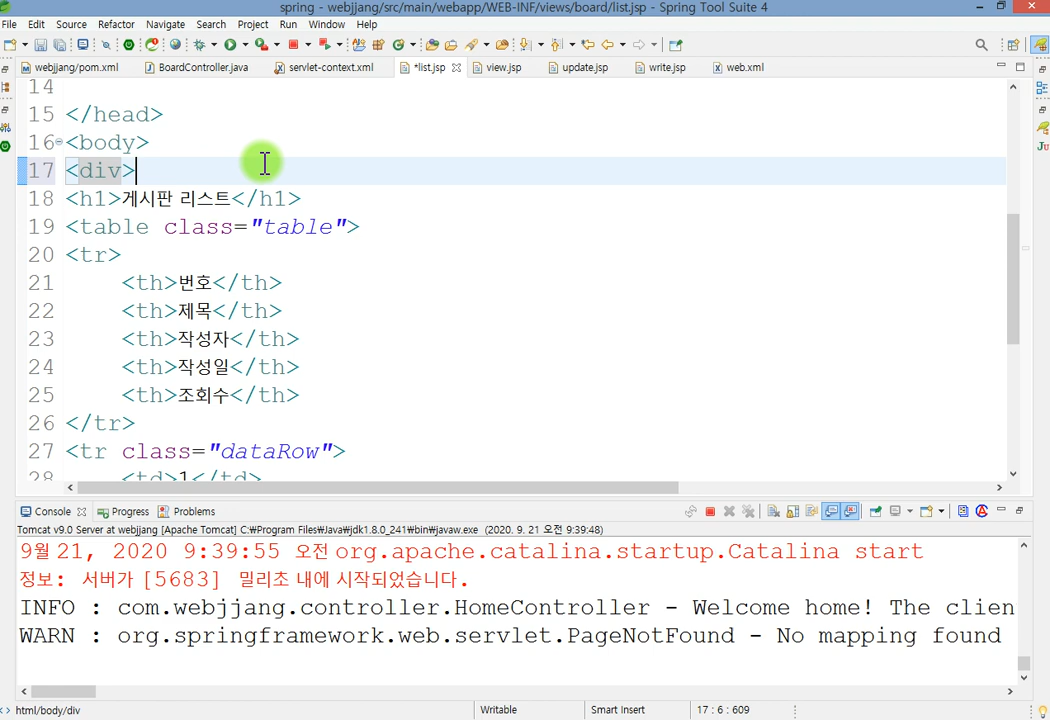 spring - webjjang/src/main/webapp/WEB-INF/views/board/list.jsp - Spring Tool Suite 4
File Edit Source Refactor Navigate Search Project Run Window Help
webjjang/pom.xml BoardController.java servlet-context.xml *list.jsp view.jsp update.jsp write.jsp web.xml
14
15 </head>
16 <body>
17 <div>
18 <h1>게시판 리스트</h1>
19 <table class="table">
20 <tr>
21 <th>번호</th>
22 <th>제목</th>
23 <th>작성자</th>
24 <th>작성일</th>
25 <th>조회수</th>
26 </tr>
27 <tr class="dataRow">
28 <td>1</td>
Console Progress Problems
Tomcat v9.0 Server at webjjang [Apache Tomcat] C:₩Program Files₩Java₩jdk1.8.0_241₩bin₩javaw.exe (2020. 9. 21 오전 9:39:48)
9월 21, 2020 9:39:55 오전 org.apache.catalina.startup.Catalina start
정보: 서버가 [5683] 밀리초 내에 시작되었습니다.
INFO : com.webjjang.controller.HomeController - Welcome home! The clien
WARN : org.springframework.web.servlet.PageNotFound - No mapping found
html/body/div Writable Smart Insert 17 : 6 : 609